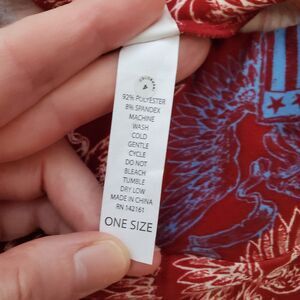 92% POLYESTER
8% SPANDEX
MACHINE
WASH
COLD
GENTLE
CYCLE
DO NOT
BLEACH
TUMBLE
DRY LOW
MADE IN CHINA
RN 142161
ONE SIZE